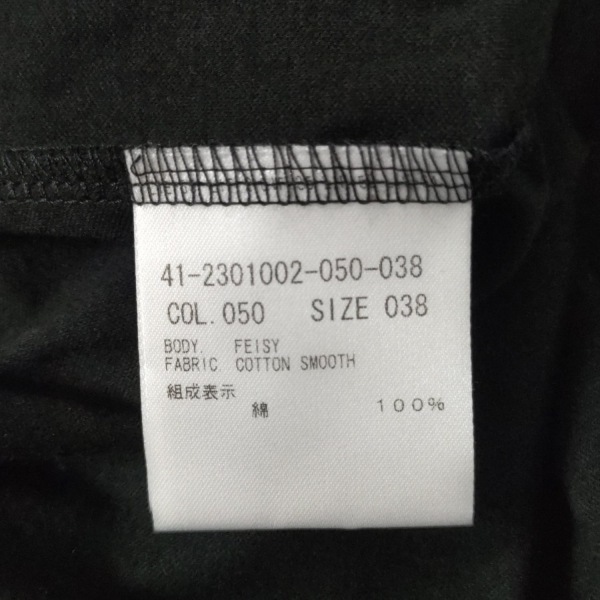 41-2301002-050-038
COL.050 SIZE 038
BODY. FEISY
FABRIC. COTTON SMOOTH
組成表示
綿 100%